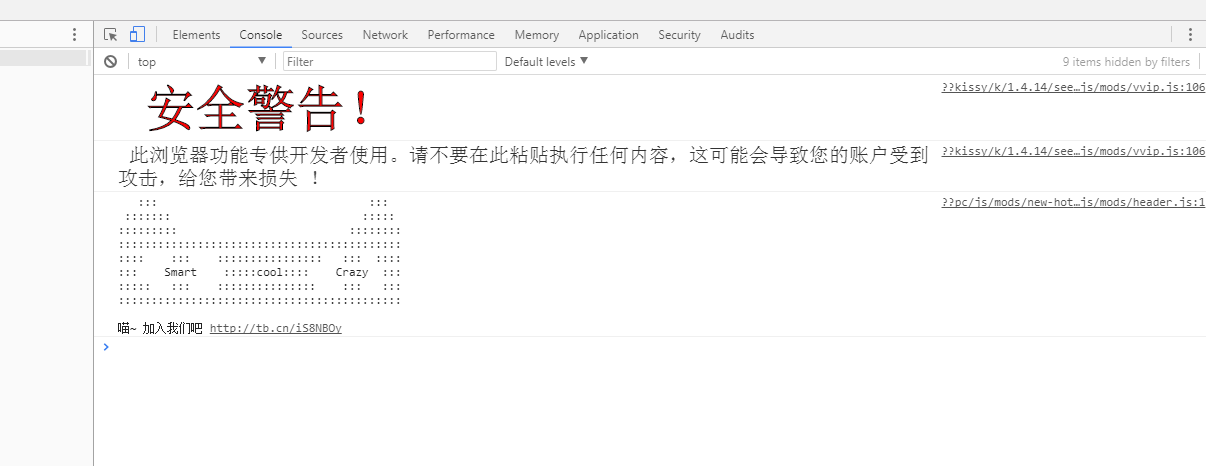 Elements Console Sources Network Performance Memory Application Security Audits
top Filter Default levels 9 items hidden by filters
安全警告！ ??kissy/k/1.4.14/see…js/mods/vvip.js:106
此浏览器功能专供开发者使用。请不要在此粘贴执行任何内容，这可能会导致您的账户受到 ??kissy/k/1.4.14/see…js/mods/vvip.js:106
攻击，给您带来损失 ！
::: ::: ??pc/js/mods/new-hot…js/mods/header.js:1
::::::: :::::
::::::::: ::::::::
:::::::::::::::::::::::::::::::::::::::::::
:::: ::: :::::::::::::::: ::: ::::
::: Smart :::::cool:::: Crazy :::
::::: ::: ::::::::::::::: ::: :::
:::::::::::::::::::::::::::::::::::::::::::
喵~ 加入我们吧 http://tb.cn/iS8NBOy